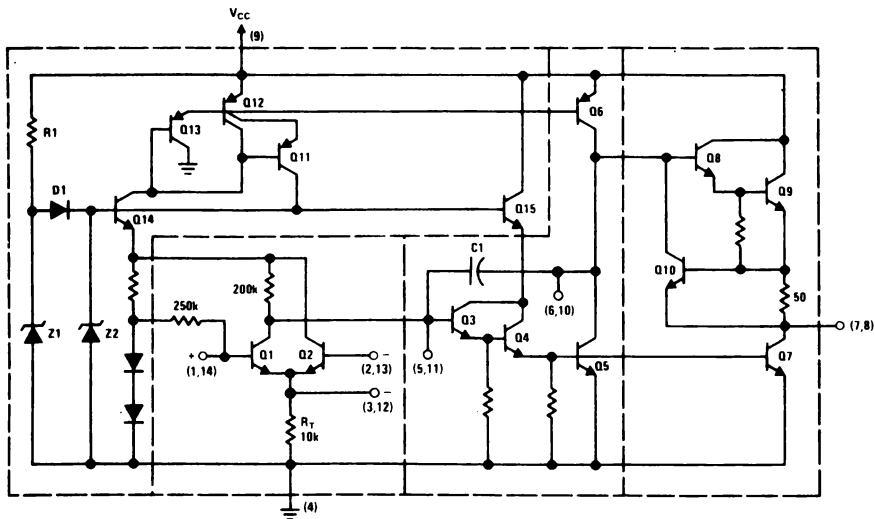 VCC
(9)
Q12
Q6
Q13
R1
Q8
Q11
Q9
D1
Q14
Q15
C1
Q10
200k
(6,10)
50
250k
Z1
Z2
Q3
(7,8)
+
Q1
Q2
−
Q4
Q7
(1,14)
(2,13)
(5,11)
Q5
−
(3,12)
RT
10k
(4)